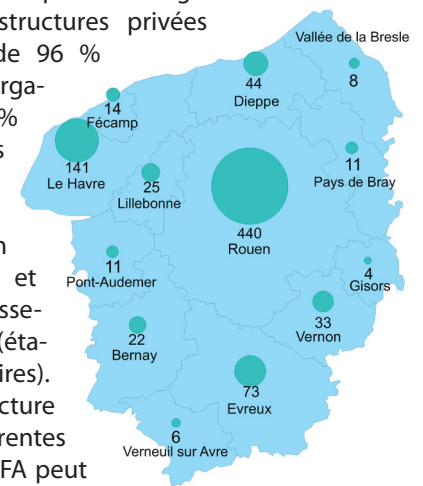 structures privées
de 96 %
orga-
%
s
n
et
sse-
(éta-
ires).
cture
rentes
FA peut
Vallée de la Bresle
8
44
Dieppe
14
Fécamp
141
Le Havre
25
Lillebonne
11
Pays de Bray
440
Rouen
4
Gisors
11
Pont-Audemer
33
Vernon
22
Bernay
73
Evreux
6
Verneuil sur Avre